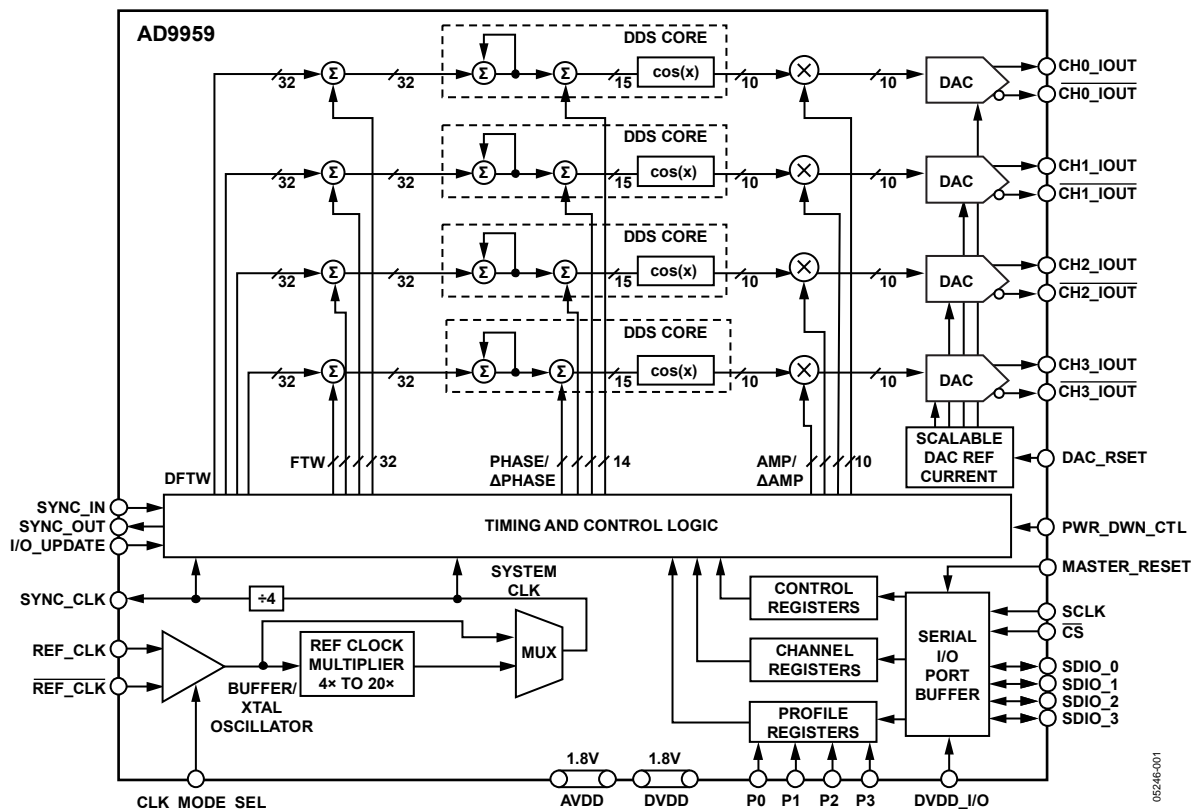 AD9959
DDS CORE
Σ Σ Σ cos(x) × DAC
32 32 15 10 10
CH0_IOUT
CH0_IOUT
DDS CORE
Σ Σ Σ cos(x) × DAC
32 32 15 10 10
CH1_IOUT
CH1_IOUT
DDS CORE
Σ Σ Σ cos(x) × DAC
32 32 15 10 10
CH2_IOUT
CH2_IOUT
DDS CORE
Σ Σ Σ cos(x) × DAC
32 32 15 10 10
CH3_IOUT
CH3_IOUT
SCALABLE
DAC REF
CURRENT
DAC_RSET
DFTW
FTW
32
PHASE/
ΔPHASE
14
AMP/
ΔAMP
10
SYNC_IN
SYNC_OUT
I/O_UPDATE
TIMING AND CONTROL LOGIC
PWR_DWN_CTL
MASTER_RESET
SYNC_CLK
÷4
SYSTEM
CLK
REF_CLK
REF_CLK
BUFFER/
XTAL
OSCILLATOR
REF CLOCK
MULTIPLIER
4× TO 20×
MUX
CONTROL
REGISTERS
CHANNEL
REGISTERS
PROFILE
REGISTERS
SERIAL
I/O
PORT
BUFFER
SCLK
CS
SDIO_0
SDIO_1
SDIO_2
SDIO_3
CLK_MODE_SEL
1.8V
AVDD
1.8V
DVDD
P0 P1 P2 P3
DVDD_I/O
05246-001